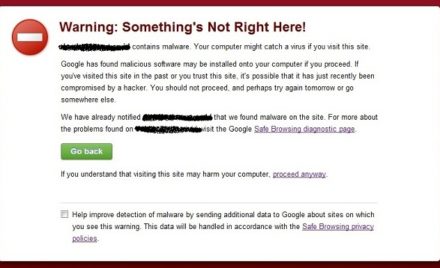 Warning: Something's Not Right Here!
contains malware. Your computer might catch a virus if you visit this site.
Google has found malicious software may be installed onto your computer if you proceed. If
you've visited this site in the past or you trust this site, it's possible that it has just recently been
compromised by a hacker. You should not proceed, and perhaps try again tomorrow or go
somewhere else.
We have already notified that we found malware on the site. For more about
the problems found on visit the Google Safe Browsing diagnostic page.
Go back
If you understand that visiting this site may harm your computer, proceed anyway.
Help improve detection of malware by sending additional data to Google about sites on which
you see this warning. This data will be handled in accordance with the Safe Browsing privacy
policies.